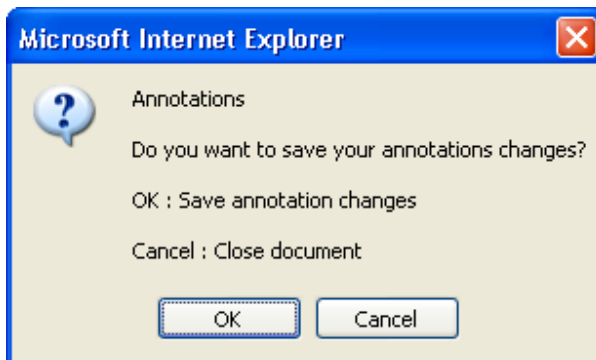 Microsoft Internet Explorer
Annotations
Do you want to save your annotations changes?
OK : Save annotation changes
Cancel : Close document
OK
Cancel